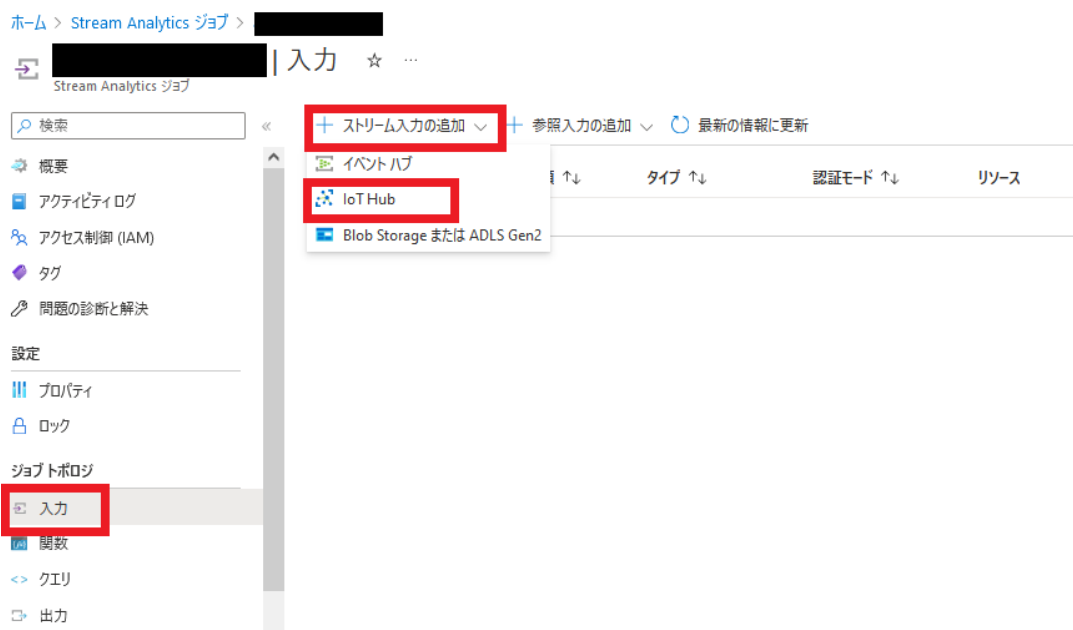 ホーム > Stream Analytics ジョブ >
| 入力 ☆ …
Stream Analytics ジョブ
検索
«
概要
アクティビティ ログ
アクセス制御 (IAM)
タグ
問題の診断と解決
設定
プロパティ
ロック
ジョブ トポロジ
入力
関数
クエリ
出力
ストリーム入力の追加
参照入力の追加
最新の情報に更新
イベント ハブ
IoT Hub
Blob Storage または ADLS Gen2
↑↓
タイプ ↑↓
認証モード ↑↓
リソース